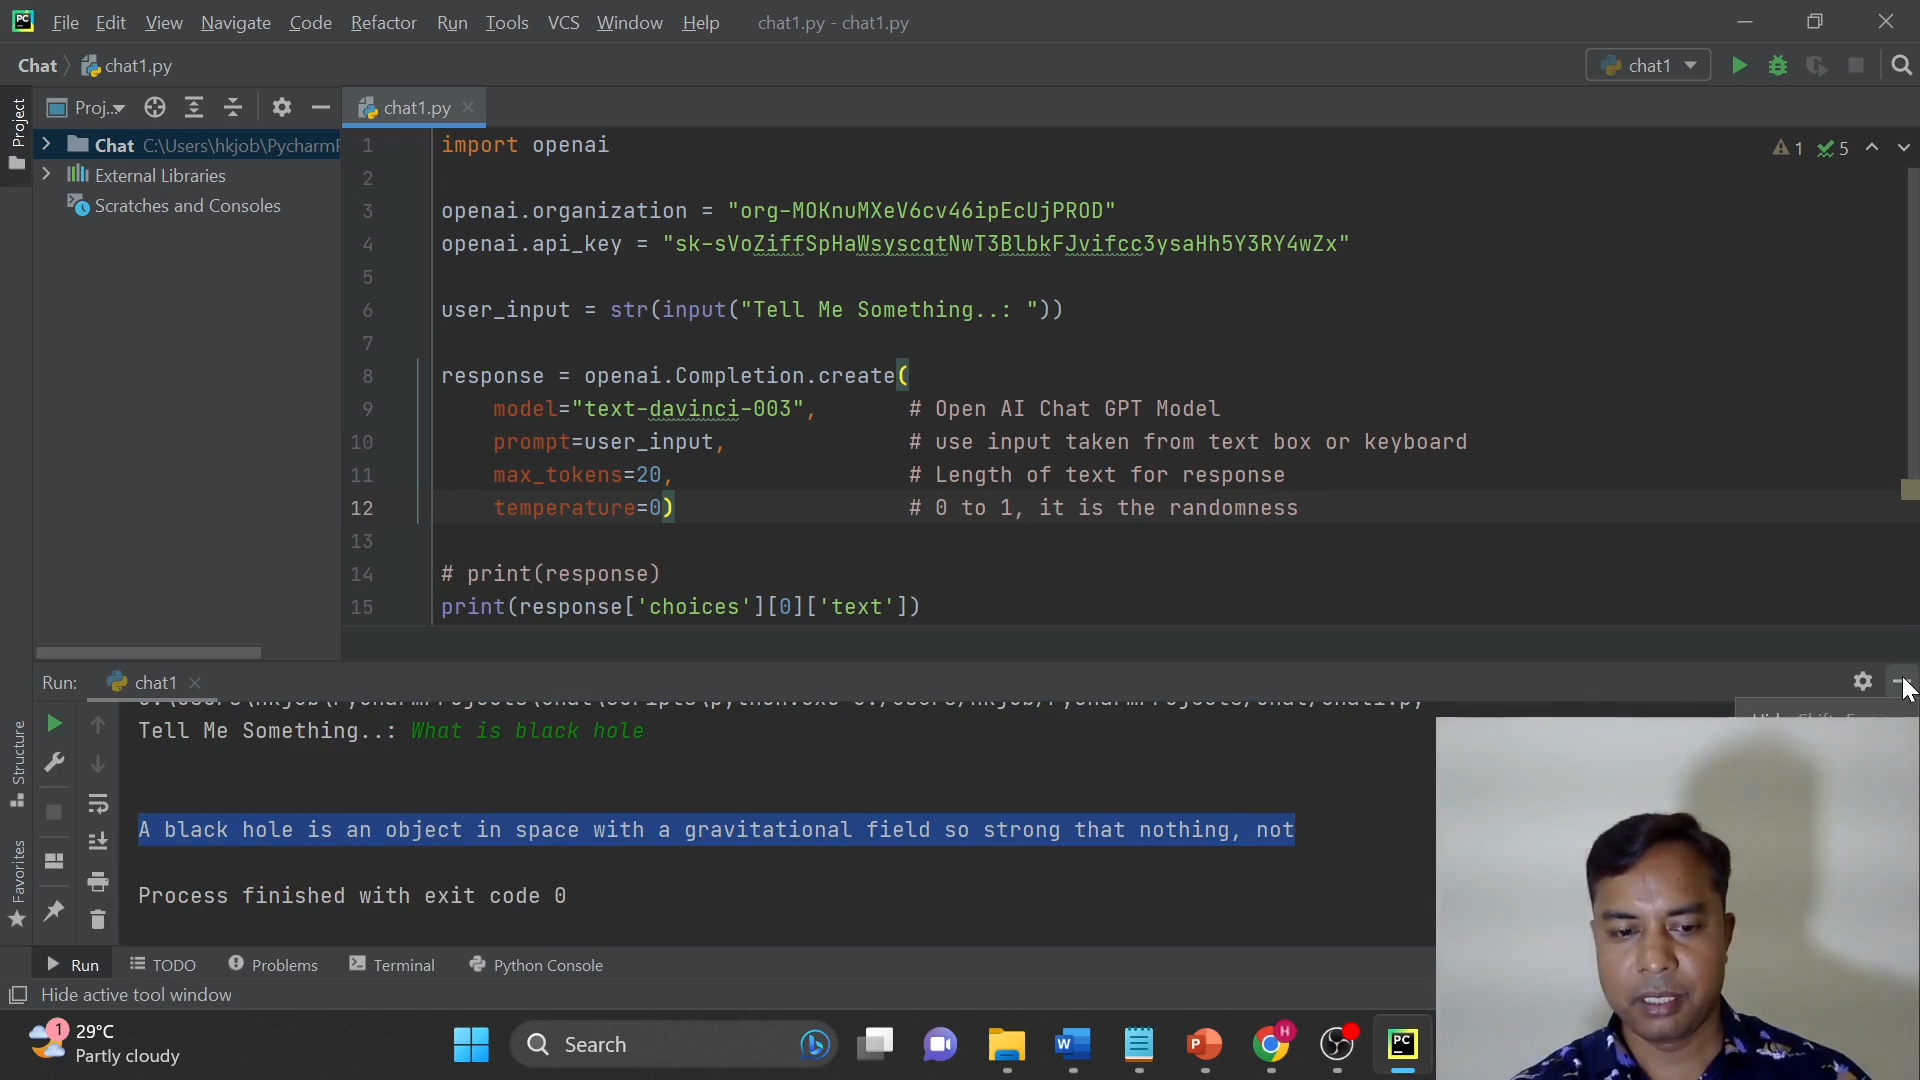 File Edit View Navigate Code Refactor Run Tools VCS Window Help chat1.py - chat1.py
Chat chat1.py
chat1
Project
Proj...
chat1.py
Chat C:\Users\hkjob\Pycharm
External Libraries
Scratches and Consoles
1 import openai
1 5
2
3 openai.organization = "org-MOKnuMXeV6cv46ipEcUjPROD"
4 openai.api_key = "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"
5
6 user_input = str(input("Tell Me Something..: "))
7
8 response = openai.Completion.create(
9 model="text-davinci-003", # Open AI Chat GPT Model
10 prompt=user_input, # use input taken from text box or keyboard
11 max_tokens=20, # Length of text for response
12 temperature=0) # 0 to 1, it is the randomness
13
14 # print(response)
15 print(response['choices'][0]['text'])
Run: chat1
Tell Me Something..: What is black hole
A black hole is an object in space with a gravitational field so strong that nothing, not
Process finished with exit code 0
Structure
Favorites
Run TODO Problems Terminal Python Console
Hide active tool window
1 29°C
Partly cloudy
Search
W
P
H
PC